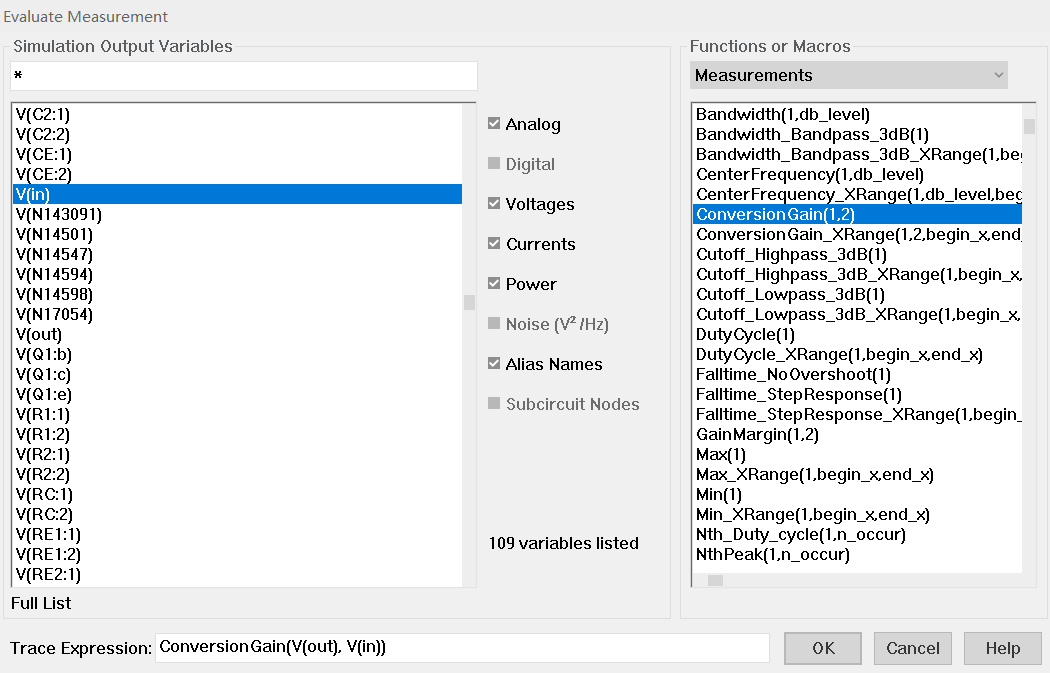 Evaluate Measurement
Simulation Output Variables
*
V(C2:1)
V(C2:2)
V(CE:1)
V(CE:2)
V(in)
V(N143091)
V(N14501)
V(N14547)
V(N14594)
V(N14598)
V(N17054)
V(out)
V(Q1:b)
V(Q1:c)
V(Q1:e)
V(R1:1)
V(R1:2)
V(R2:1)
V(R2:2)
V(RC:1)
V(RC:2)
V(RE1:1)
V(RE1:2)
V(RE2:1)
Full List
Analog
Digital
Voltages
Currents
Power
Noise (V²/Hz)
Alias Names
Subcircuit Nodes
109 variables listed
Functions or Macros
Measurements
Bandwidth(1,db_level)
Bandwidth_Bandpass_3dB(1)
Bandwidth_Bandpass_3dB_XRange(1,beg
CenterFrequency(1,db_level)
CenterFrequency_XRange(1,db_level,beg
ConversionGain(1,2)
ConversionGain_XRange(1,2,begin_x,end_
Cutoff_Highpass_3dB(1)
Cutoff_Highpass_3dB_XRange(1,begin_x,
Cutoff_Lowpass_3dB(1)
Cutoff_Lowpass_3dB_XRange(1,begin_x,
DutyCycle(1)
DutyCycle_XRange(1,begin_x,end_x)
Falltime_NoOvershoot(1)
Falltime_StepResponse(1)
Falltime_StepResponse_XRange(1,begin_
GainMargin(1,2)
Max(1)
Max_XRange(1,begin_x,end_x)
Min(1)
Min_XRange(1,begin_x,end_x)
Nth_Duty_cycle(1,n_occur)
NthPeak(1,n_occur)
Trace Expression: ConversionGain(V(out), V(in))
OK
Cancel
Help